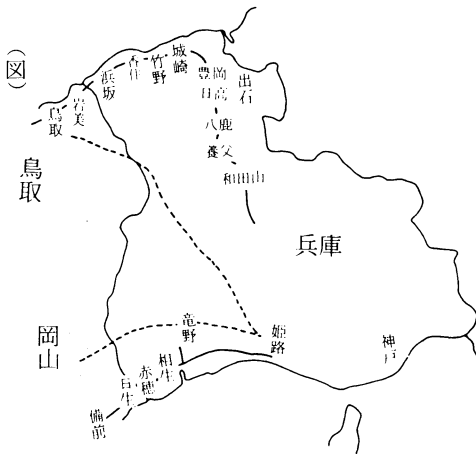 (図)
鳥取
岡山
兵庫
鳥取
岩美
浜坂
香住
竹野
城崎
豊岡
日高
出石
八鹿
養父
和田山
姫路
竜野
相生
赤穂
日生
備前
神戸